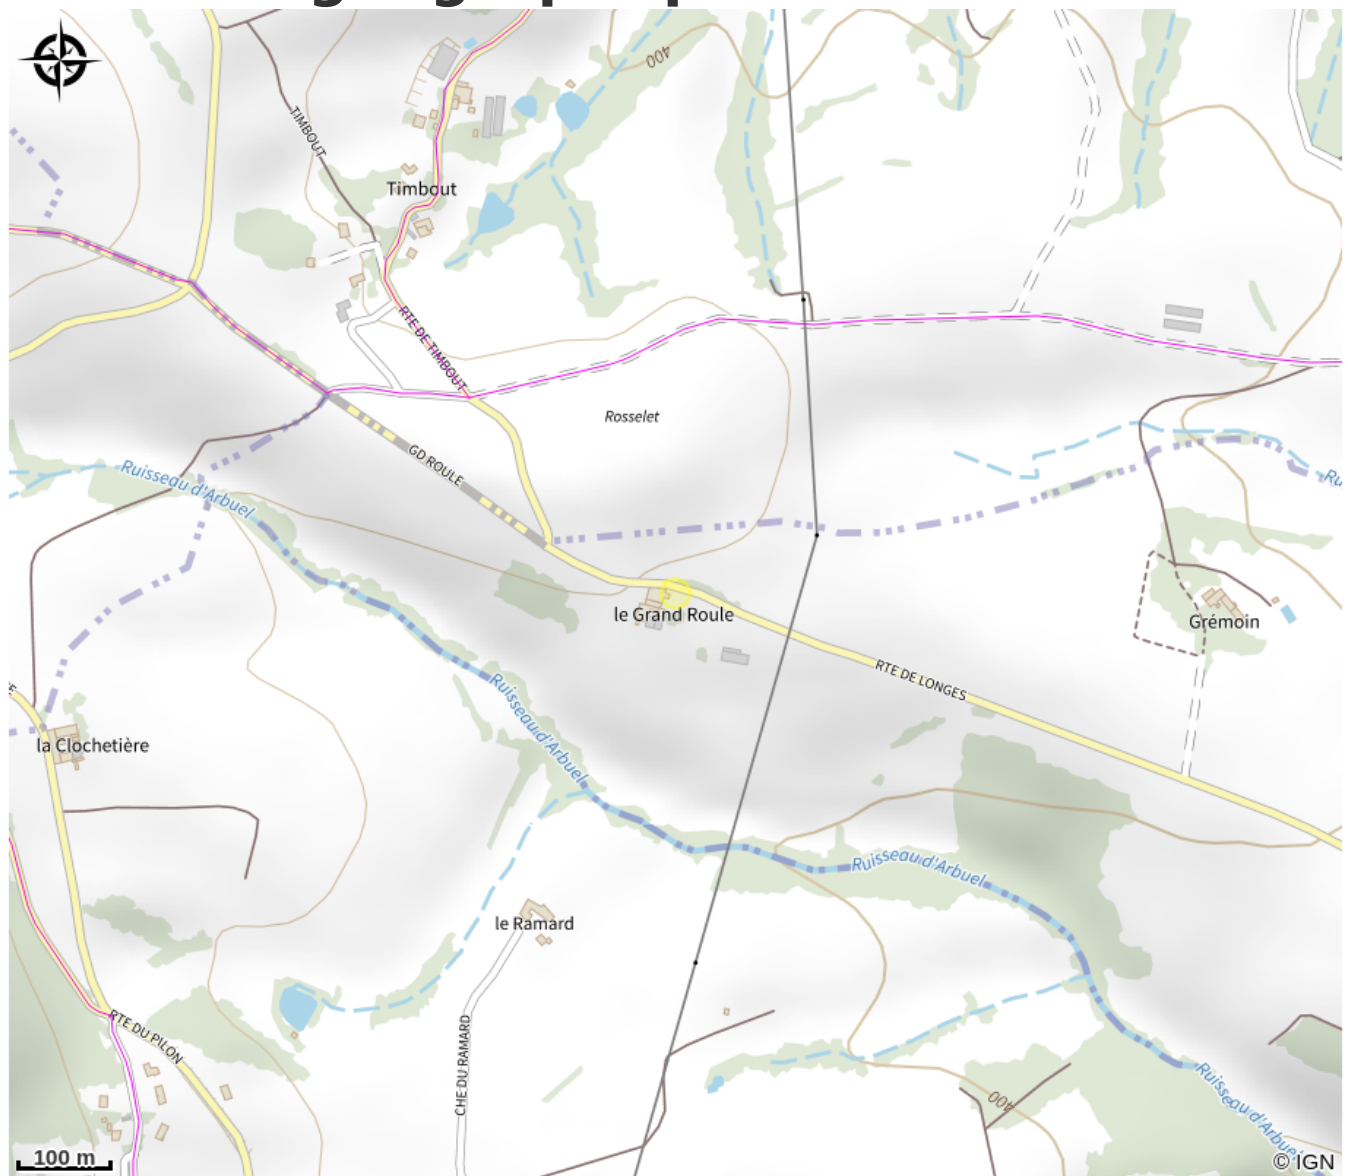 400
TIMBOUT
Timbout
RTE DE TIMBOUT
Rosselet
GD ROULE
Ruisseau d'Arbuel
le Grand Roule
Grémoin
RTE DE LONGES
Ruisseau d'Arbuel
la Clochetière
Ruisseau d'Arbuel
le Ramard
RTE DU PILON
CHE DU RAMARD
400
Ruisseau d'Arbuel
100 m
© IGN